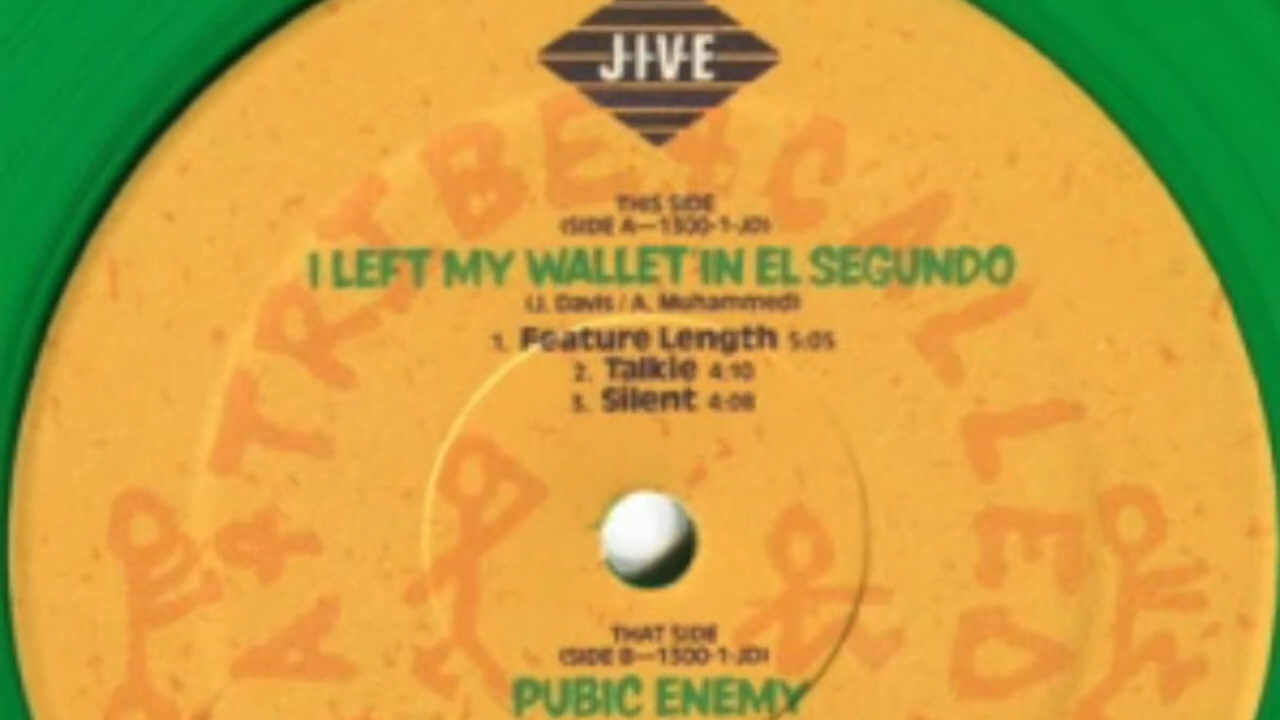 JIVE
A TRIBE CALLED
THIS SIDE
(SIDE A—1300-1-JD)
I LEFT MY WALLET IN EL SEGUNDO
(J. Davis / A. Muhammed)
1. Feature Length 5:05
2. Talkie 4:10
3. Silent 4:08
THAT SIDE
(SIDE B—1300-1-JD)
PUBIC ENEMY